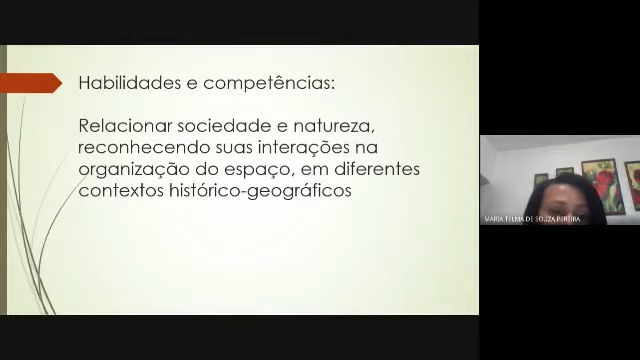 Habilidades e competências:
Relacionar sociedade e natureza,
reconhecendo suas interações na
organização do espaço, em diferentes
contextos histórico-geográficos
MARIA TELMA DE SOUZA PEREIRA